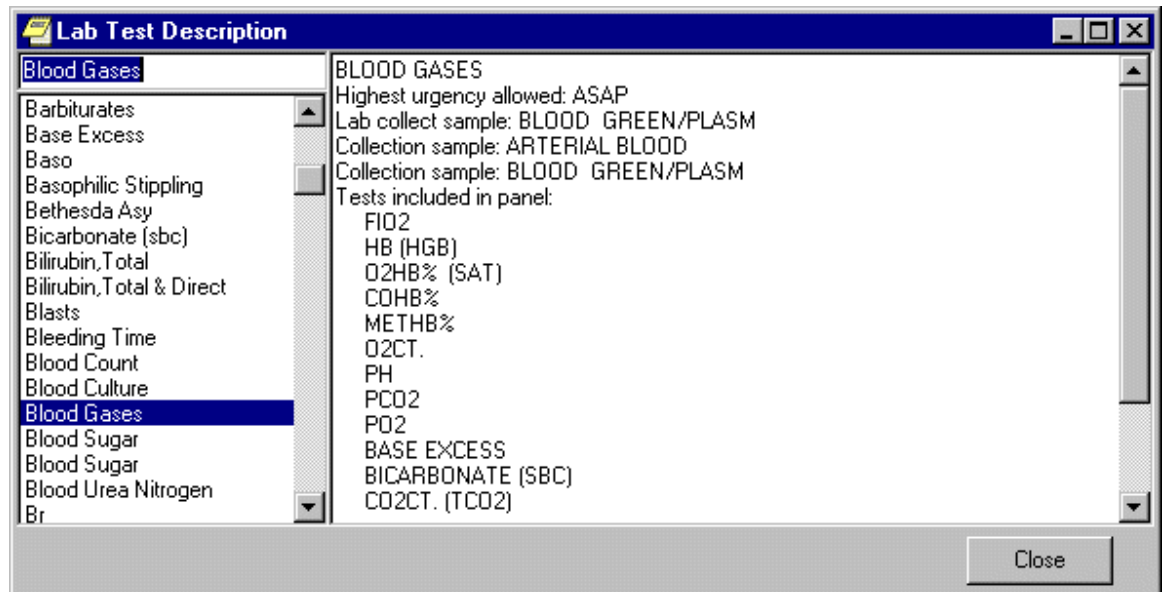 Lab Test Description
Blood Gases
Barbiturates
Base Excess
Baso
Basophilic Stippling
Bethesda Asy
Bicarbonate (sbc)
Bilirubin,Total
Bilirubin,Total & Direct
Blasts
Bleeding Time
Blood Count
Blood Culture
Blood Gases
Blood Sugar
Blood Sugar
Blood Urea Nitrogen
Br
BLOOD GASES
Highest urgency allowed: ASAP
Lab collect sample: BLOOD  GREEN/PLASM
Collection sample: ARTERIAL BLOOD
Collection sample: BLOOD  GREEN/PLASM
Tests included in panel:
FIO2
HB (HGB)
O2HB%  (SAT)
COHB%
METHB%
O2CT.
PH
PCO2
PO2
BASE EXCESS
BICARBONATE (SBC)
CO2CT. (TCO2)
Close